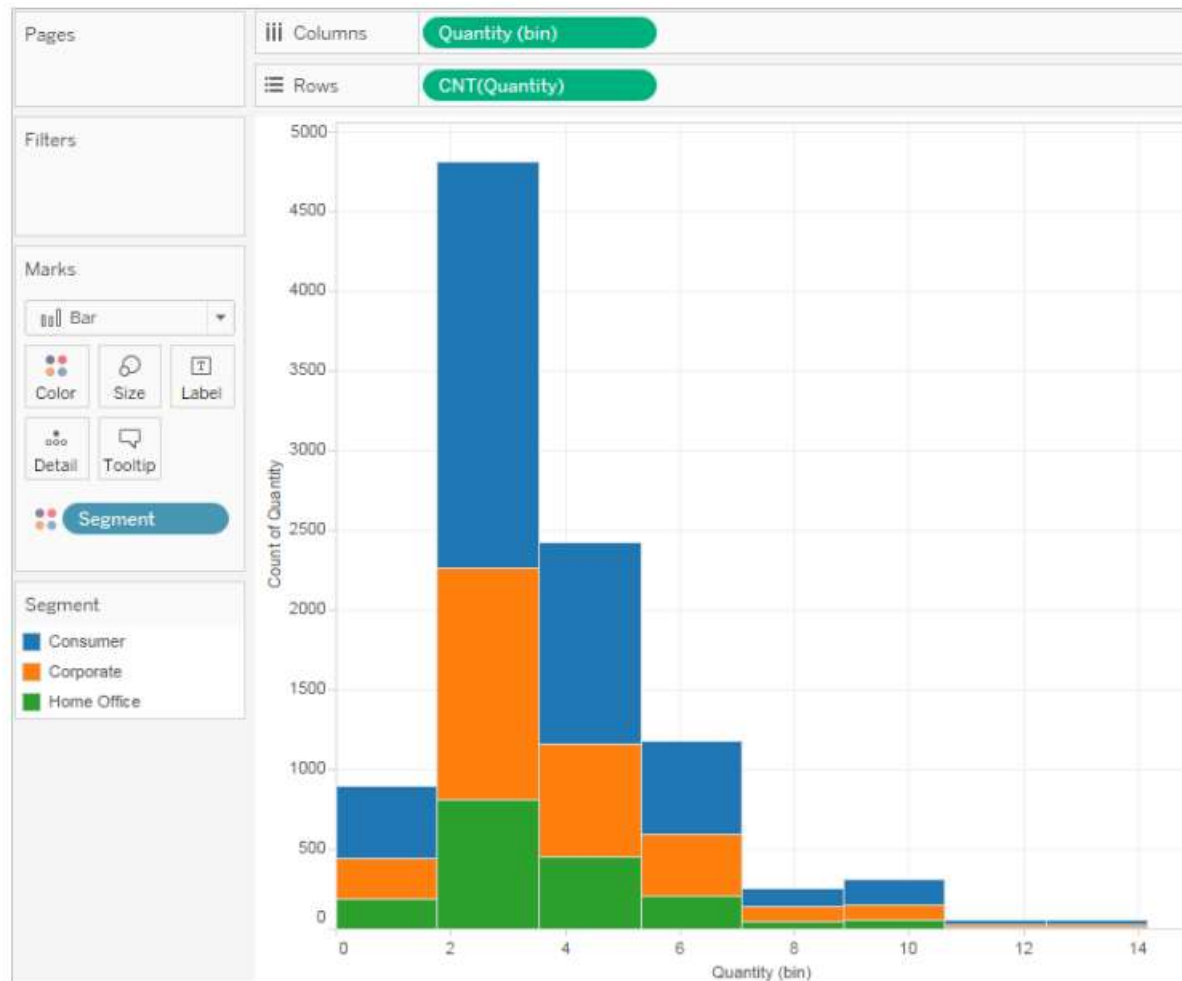 Pages
Columns
Quantity (bin)
Rows
CNT(Quantity)
Filters
Marks
Bar
Color
Size
T
Label
Detail
Tooltip
Segment
Segment
Consumer
Corporate
Home Office
Count of Quantity
5000
4500
4000
3500
3000
2500
2000
1500
1000
500
0
0 2 4 6 8 10 12 14
Quantity (bin)